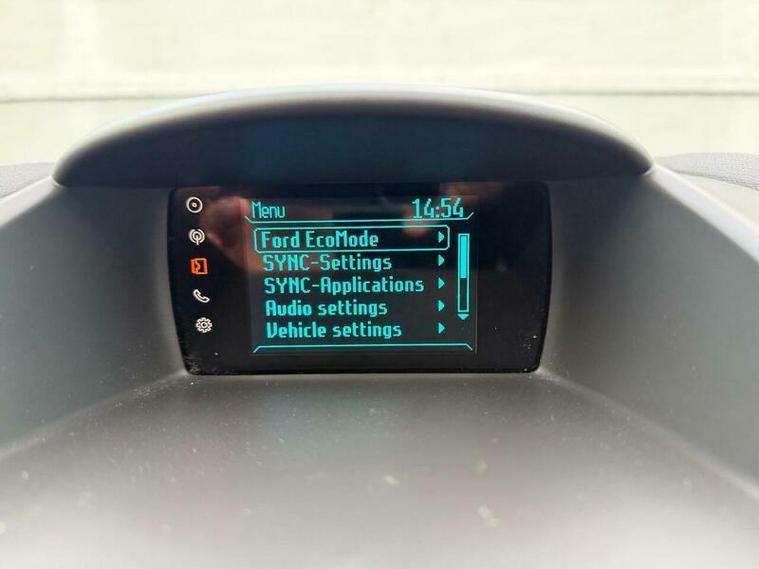 Menu 14:54
Ford EcoMode
SYNC-Settings
SYNC-Applications
Audio settings
Vehicle settings